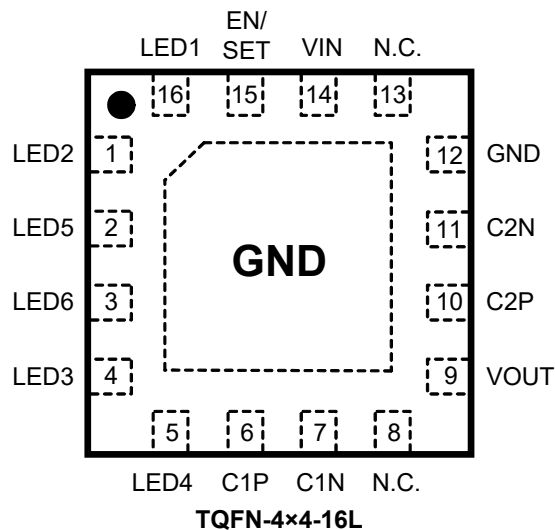 EN/
LED1 SET VIN N.C.
16 15 14 13
LED2 1 12 GND
LED5 2 11 C2N
GND
LED6 3 10 C2P
LED3 4 9 VOUT
5 6 7 8
LED4 C1P C1N N.C.
TQFN-4×4-16L